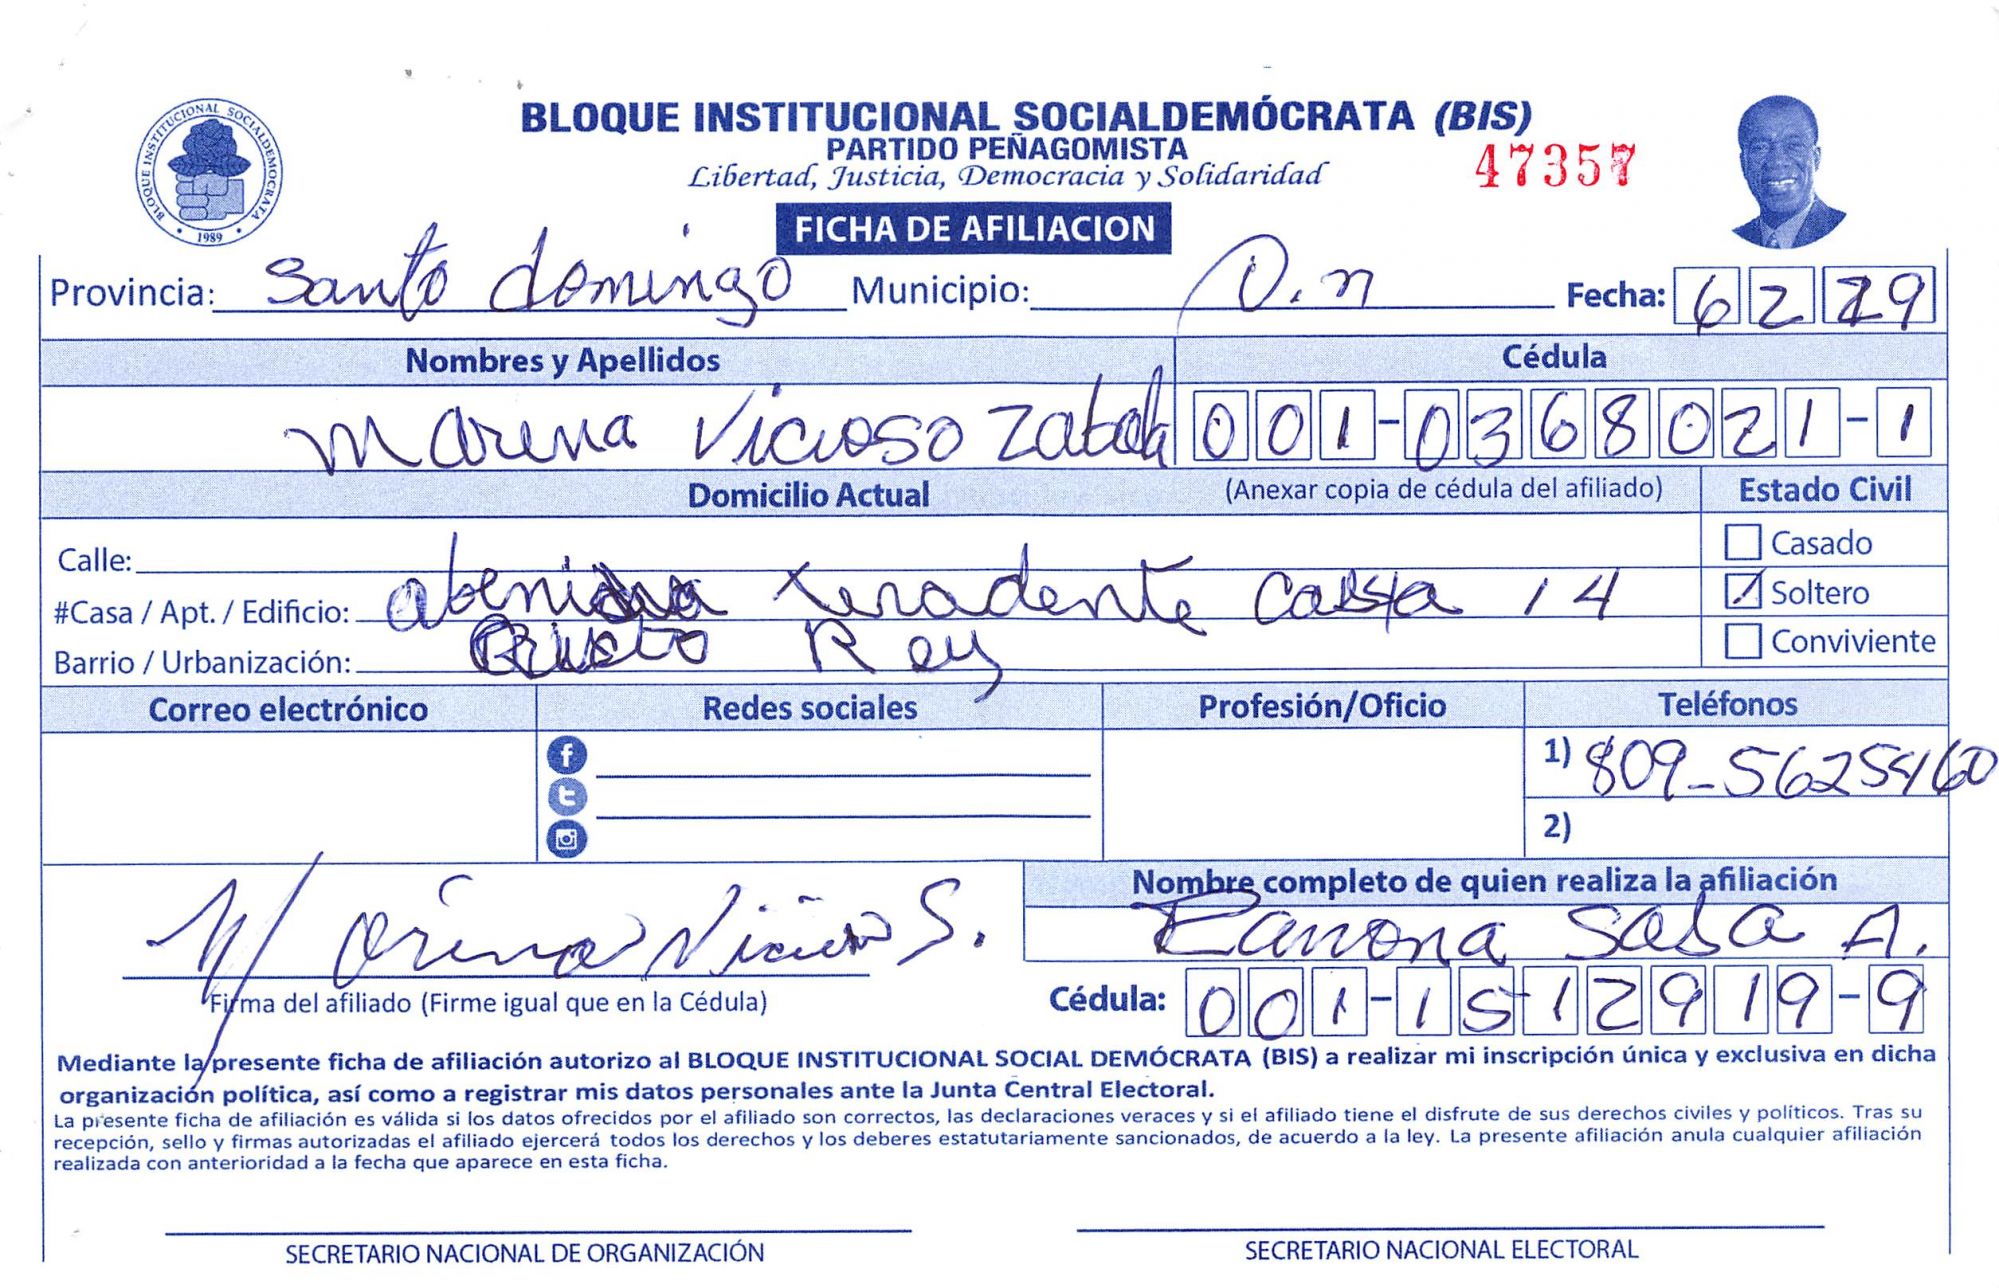 BLOQUE INSTITUCIONAL SOCIALDEMOCRATA
1989
BLOQUE INSTITUCIONAL SOCIALDEMÓCRATA (BIS)
PARTIDO PEÑAGOMISTA
Libertad, Justicia, Democracia y Solidaridad
47357
FICHA DE AFILIACION
Provincia: Santo domingo Municipio: D.n Fecha: 6 2 19
Nombres y Apellidos Cédula
Marina Vicioso 001-0368021-1
Domicilio Actual (Anexar copia de cédula del afiliado) Estado Civil
Calle: Casado
#Casa / Apt. / Edificio: abenida Casa 14 Soltero
Barrio / Urbanización: Cristo Rey Conviviente
Correo electrónico Redes sociales Profesión/Oficio Teléfonos
1) 809-5625460
2)
Nombre completo de quien realiza la afiliación
Marina Vicioso S. Ramona Saba A.
Firma del afiliado (Firme igual que en la Cédula) Cédula: 001-1512919-9
Mediante la presente ficha de afiliación autorizo al BLOQUE INSTITUCIONAL SOCIAL DEMÓCRATA (BIS) a realizar mi inscripción única y exclusiva en dicha
organización política, así como a registrar mis datos personales ante la Junta Central Electoral.
La presente ficha de afiliación es válida si los datos ofrecidos por el afiliado son correctos, las declaraciones veraces y si el afiliado tiene el disfrute de sus derechos civiles y políticos. Tras su
recepción, sello y firmas autorizadas el afiliado ejercerá todos los derechos y los deberes estatutariamente sancionados, de acuerdo a la ley. La presente afiliación anula cualquier afiliación
realizada con anterioridad a la fecha que aparece en esta ficha.
SECRETARIO NACIONAL DE ORGANIZACIÓN SECRETARIO NACIONAL ELECTORAL